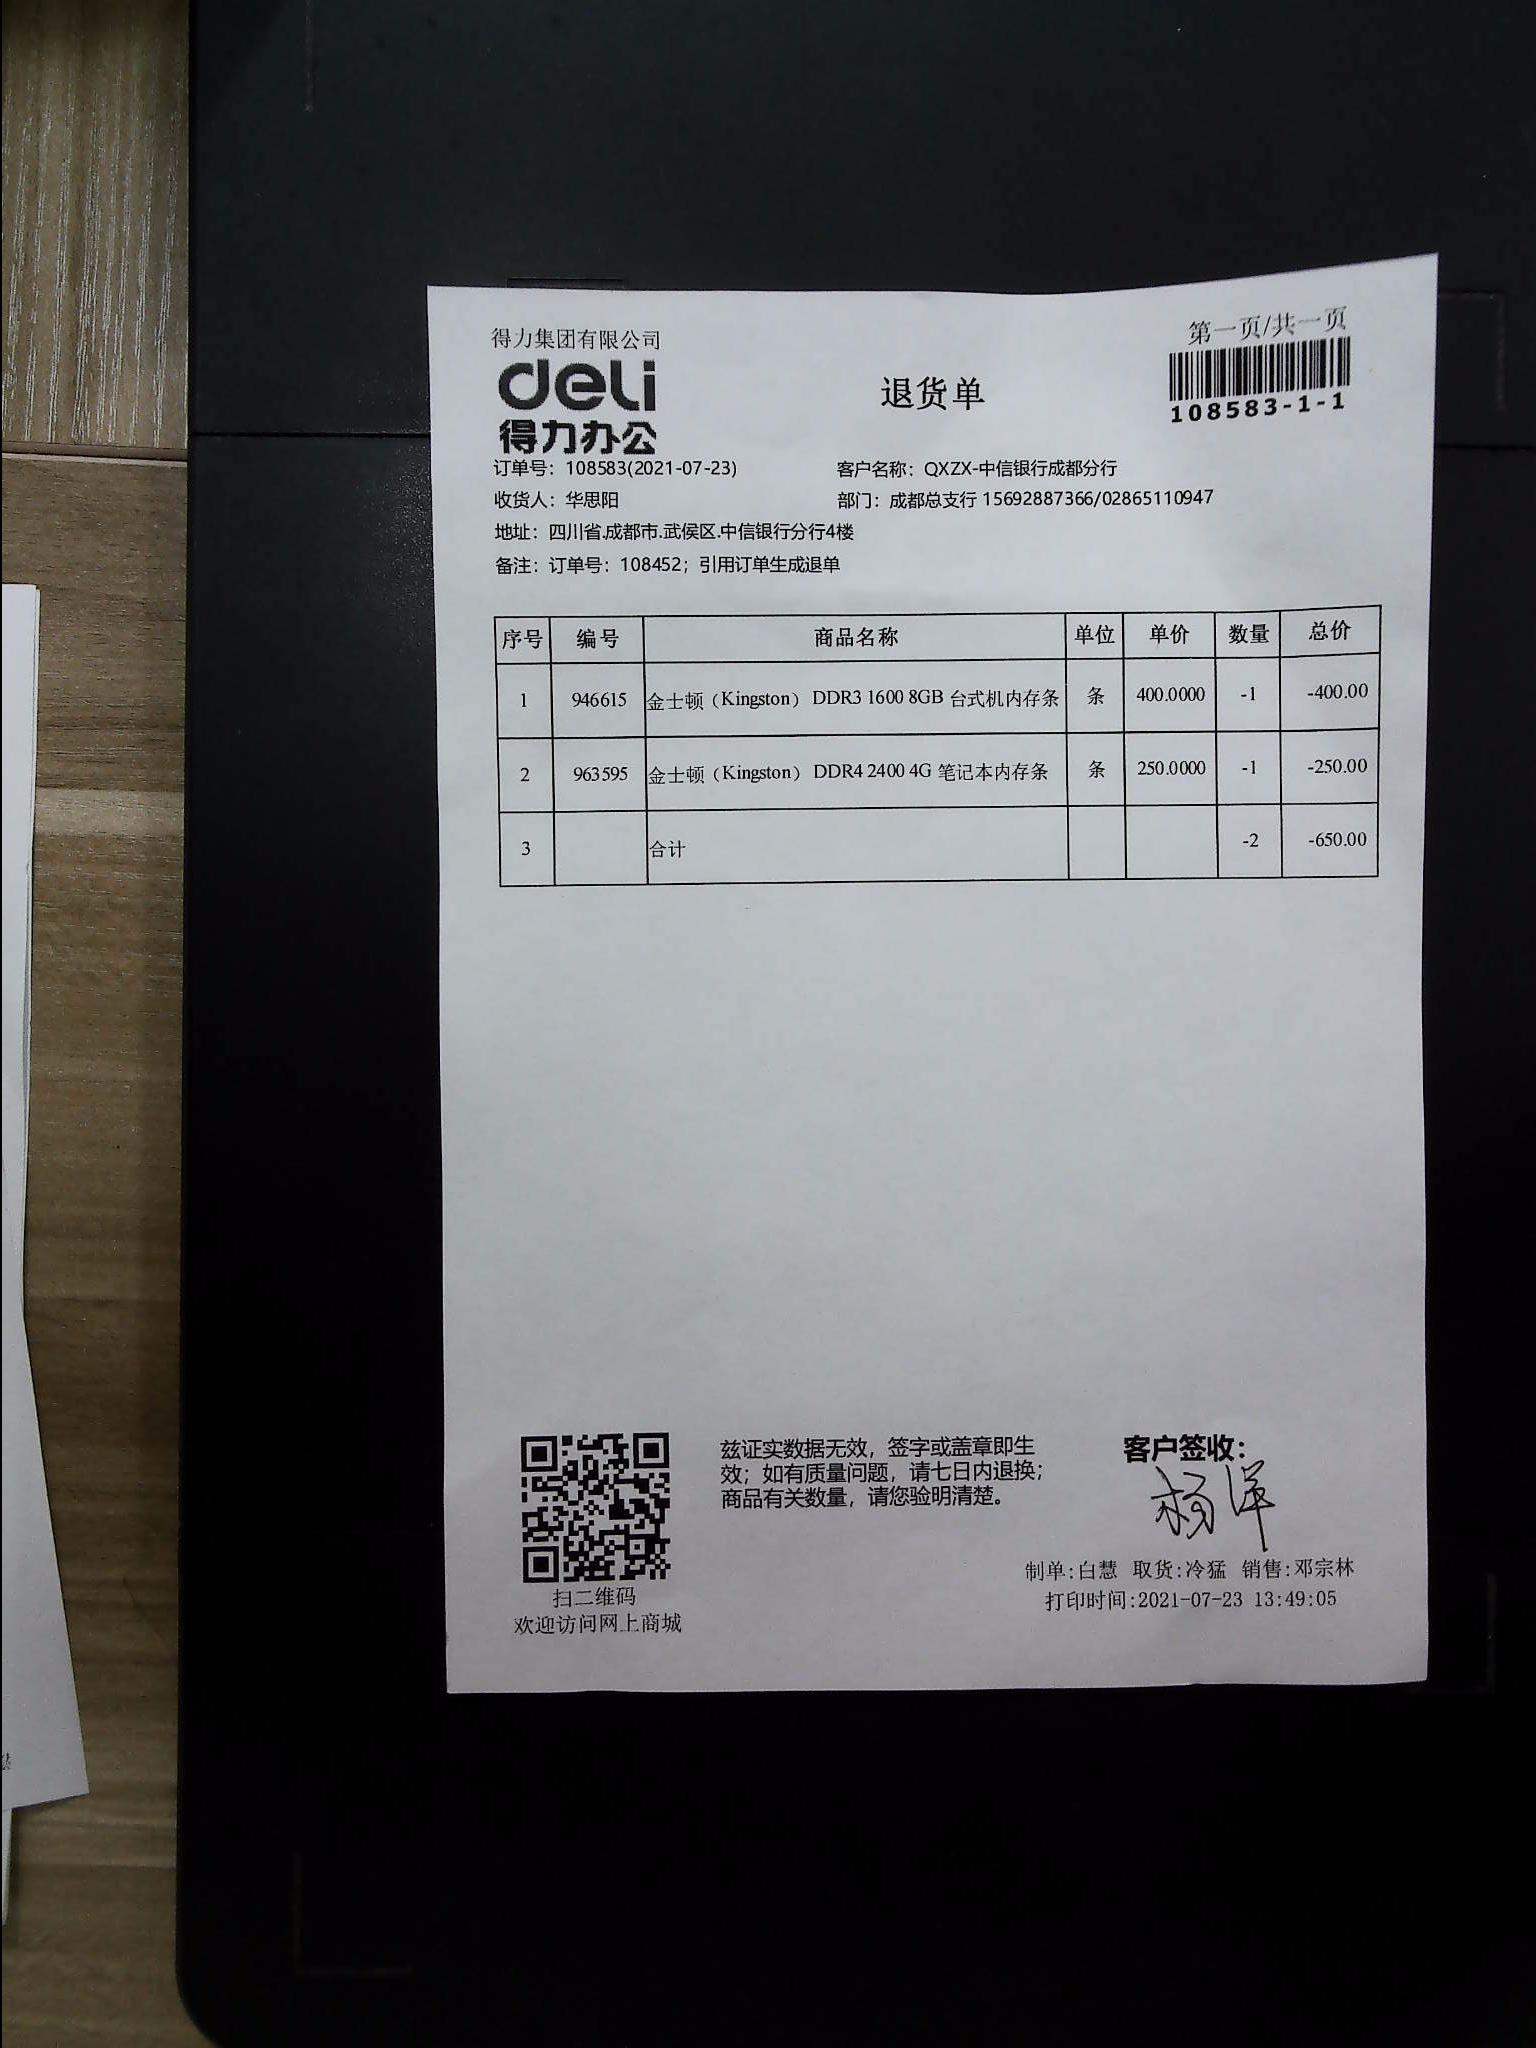 得力集团有限公司
第一页/共一页
deli
得力办公
退货单
108583-1-1
订单号：108583(2021-07-23)
客户名称：QXZX-中信银行成都分行
收货人：华思阳
部门：成都总支行 15692887366/02865110947
地址：四川省.成都市.武侯区.中信银行分行4楼
备注：订单号：108452；引用订单生成退单
序号 编号 商品名称 单位 单价 数量 总价
1 946615 金士顿（Kingston） DDR3 1600 8GB 台式机内存条 条 400.0000 -1 -400.00
2 963595 金士顿（Kingston） DDR4 2400 4G 笔记本内存条 条 250.0000 -1 -250.00
3 合计 -2 -650.00
兹证实数据无效，签字或盖章即生
效；如有质量问题，请七日内退换；
商品有关数量，请您验明清楚。
客户签收：
杨洋
扫二维码
欢迎访问网上商城
制单:白慧 取货:冷猛 销售:邓宗林
打印时间:2021-07-23 13:49:05